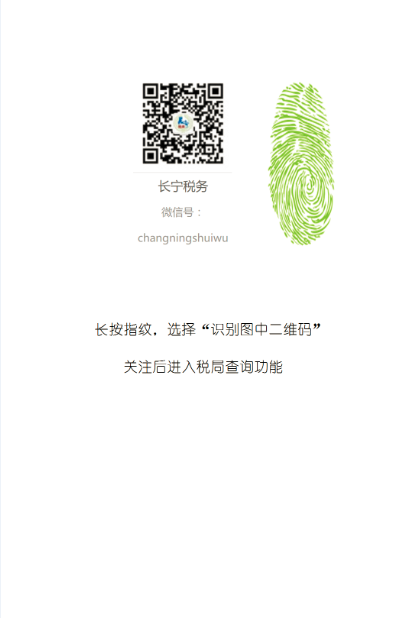 长宁税务
微信号：
changningshuiwu
长按指纹，选择“识别图中二维码”
关注后进入税局查询功能